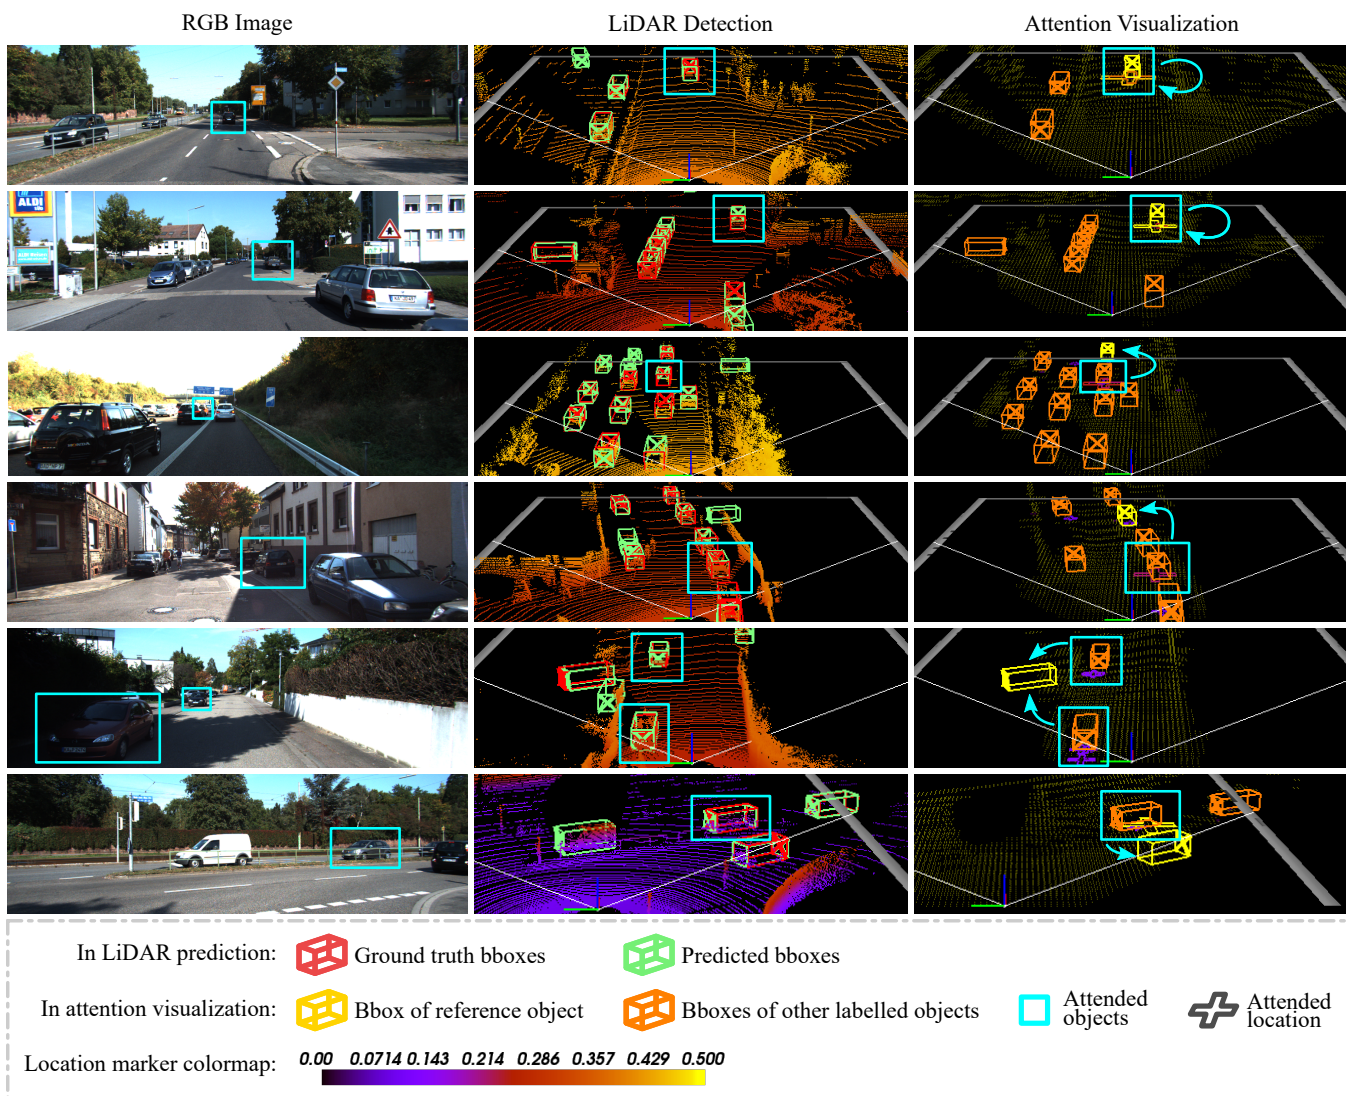 RGB Image
LiDAR Detection
Attention Visualization
ALDI
In LiDAR prediction:
Ground truth bboxes
Predicted bboxes
In attention visualization:
Bbox of reference object
Bboxes of other labelled objects
Attended
objects
Attended
location
Location marker colormap:
0.00 0.0714 0.143 0.214 0.286 0.357 0.429 0.500